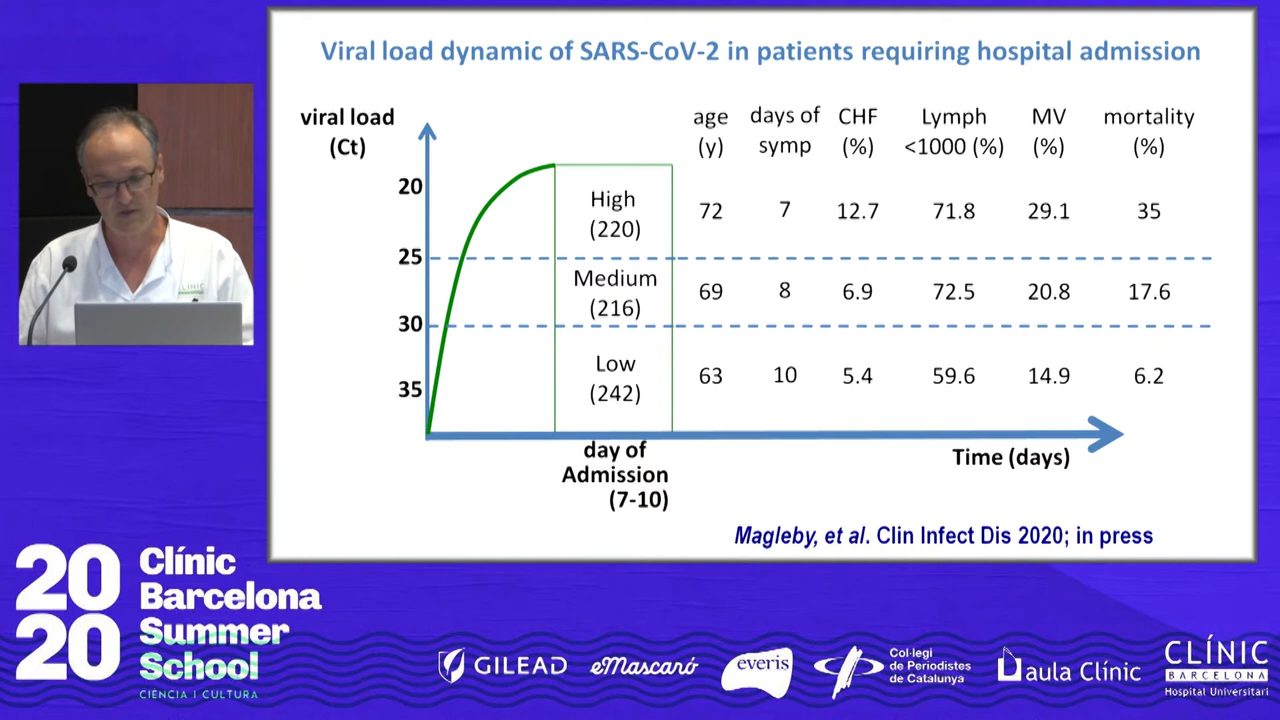 Viral load dynamic of SARS-CoV-2 in patients requiring hospital admission
viral load
(Ct)
age
(y)
days of
symp
CHF
(%)
Lymph
<1000 (%)
MV
(%)
mortality
(%)
20
High
(220)
72
7
12.7
71.8
29.1
35
25
Medium
(216)
69
8
6.9
72.5
20.8
17.6
30
Low
(242)
63
10
5.4
59.6
14.9
6.2
35
day of
Admission
(7-10)
Time (days)
Magleby, et al. Clin Infect Dis 2020; in press
CLÍNIC
20
20
Clínic
Barcelona
Summer
School
CIÈNCIA I CULTURA
GILEAD
eMascaró
everis
Col·legi
de Periodistes
de Catalunya
aula Clínic
CLÍNIC
BARCELONA
Hospital Universitari